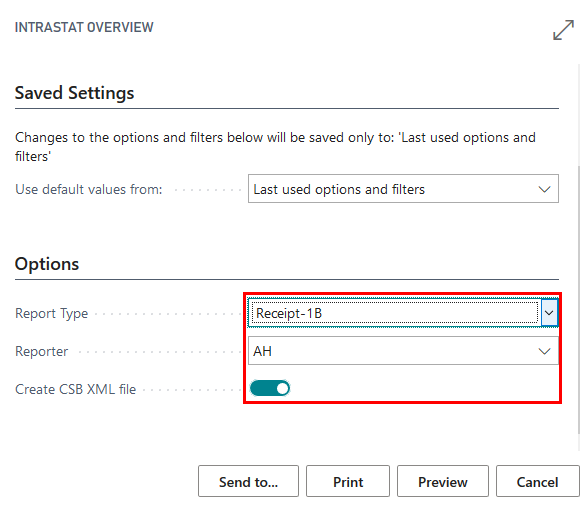 INTRASTAT OVERVIEW
Saved Settings
Changes to the options and filters below will be saved only to: 'Last used options and
filters'
Use default values from: Last used options and filters
Options
Report Type Receipt-1B
Reporter AH
Create CSB XML file
Send to... Print Preview Cancel